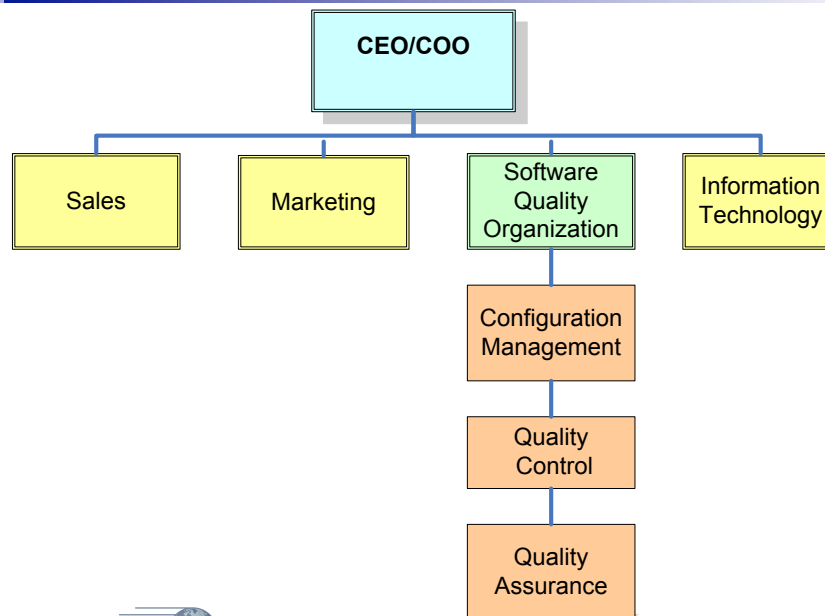 CEO/COO
Sales
Marketing
Software
Quality
Organization
Information
Technology
Configuration
Management
Quality
Control
Quality
Assurance